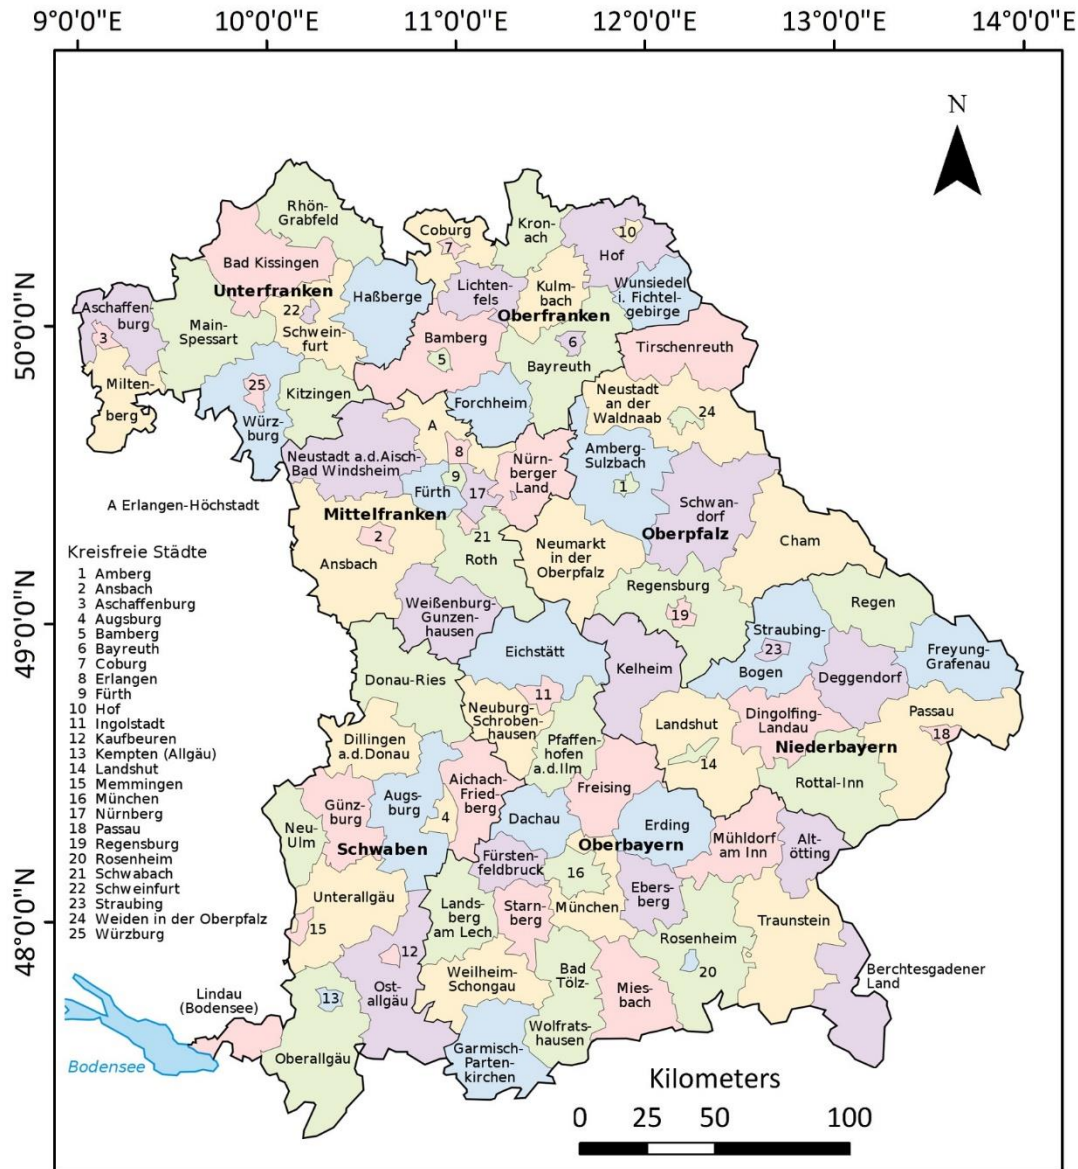 9°0'0"E 10°0'0"E 11°0'0"E 12°0'0"E 13°0'0"E 14°0'0"E
N
50°0'0"N
49°0'0"N
48°0'0"N
Rhön-
Grabfeld
Coburg
7
Kron-
ach
10
Hof
Bad Kissingen
Unterfranken
Haßberge
Lichten-
fels
Kulm-
bach
Wunsiedel
i. Fichtel-
gebirge
Oberfranken
Aschaffen-
burg
3
Main-
Spessart
22
Schwein-
furt
Bamberg
5
6
Bayreuth
Tirschenreuth
Milten-
berg
25
Würz-
burg
Kitzingen
Forchheim
Neustadt
an der
Waldnaab
24
A
8
Neustadt a.d.Aisch-
Bad Windsheim
9
Fürth
17
Nürn-
berger
Land
Amberg-
Sulzbach
1
Schwan-
dorf
Oberpfalz
A Erlangen-Höchstadt
Mittelfranken
2
Ansbach
21
Roth
Neumarkt
in der
Oberpfalz
Cham
Regensburg
19
Weißenburg-
Gunzen-
hausen
Regen
Straubing-
23
Bogen
Freyung-
Grafenau
Deggendorf
Eichstätt
Kelheim
Donau-Ries
11
Neuburg-
Schroben-
hausen
Landshut
14
Dingolfing-
Landau
Passau
18
Niederbayern
Dillingen
a.d.Donau
Pfaffen-
hofen
a.d.Ilm
Rottal-Inn
Aichach-
Fried-
berg
Freising
Günz-
burg
Augs-
burg
4
Neu-
Ulm
Dachau
Erding
Mühldorf
am Inn
Alt-
ötting
Schwaben
Oberbayern
Fürsten-
feldbruck
16
München
Ebers-
berg
Unterallgäu
15
Lands-
berg
am Lech
Starn-
berg
Traunstein
Rosenheim
20
12
Ost-
allgäu
Weilheim-
Schongau
Bad
Tölz-
Wolfrats-
hausen
Mies-
bach
Berchtesgadener
Land
13
Lindau
(Bodensee)
Oberallgäu
Garmisch-
Parten-
kirchen
Bodensee
Kreisfreie Städte
1 Amberg
2 Ansbach
3 Aschaffenburg
4 Augsburg
5 Bamberg
6 Bayreuth
7 Coburg
8 Erlangen
9 Fürth
10 Hof
11 Ingolstadt
12 Kaufbeuren
13 Kempten (Allgäu)
14 Landshut
15 Memmingen
16 München
17 Nürnberg
18 Passau
19 Regensburg
20 Rosenheim
21 Schwabach
22 Schweinfurt
23 Straubing
24 Weiden in der Oberpfalz
25 Würzburg
Kilometers
0 25 50 100